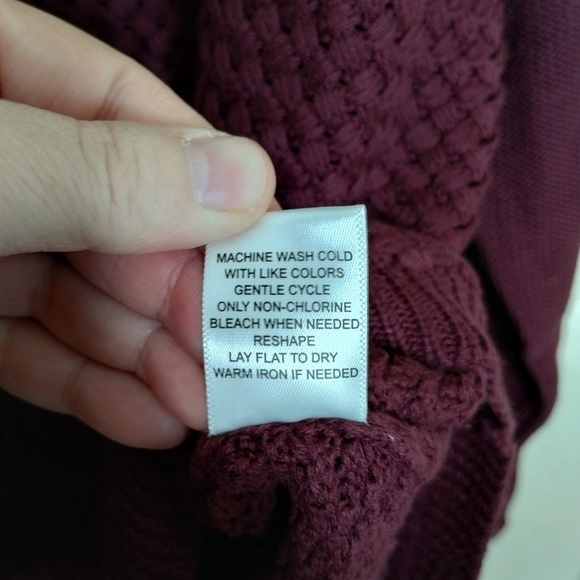 MACHINE WASH COLD
WITH LIKE COLORS
GENTLE CYCLE
ONLY NON-CHLORINE
BLEACH WHEN NEEDED
RESHAPE
LAY FLAT TO DRY
WARM IRON IF NEEDED